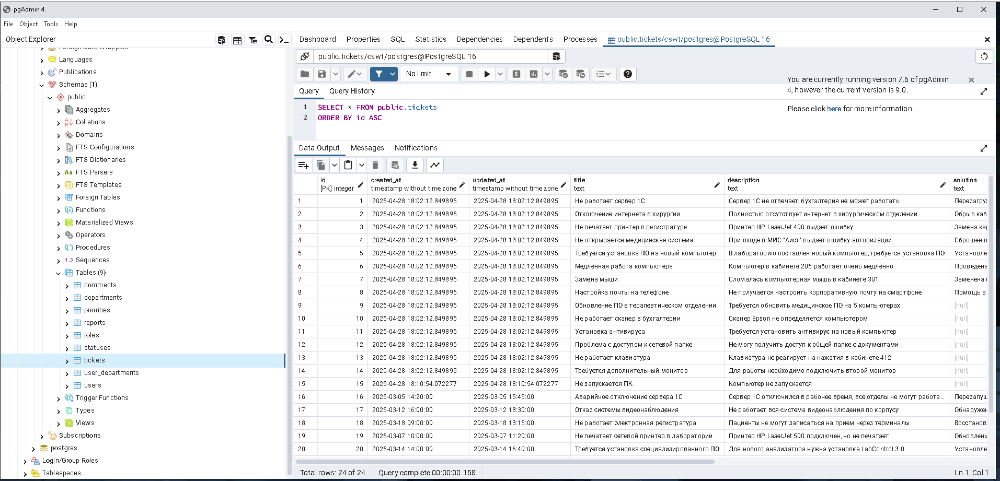 pgAdmin 4
File Object Tools Help
Object Explorer
Dashboard Properties SQL Statistics Dependencies Dependents Processes public.tickets/cswt/postgres@PostgreSQL 16
Languages
Publications
Schemas (1)
public
Aggregates
Collations
Domains
FTS Configurations
FTS Dictionaries
Aa FTS Parsers
FTS Templates
Foreign Tables
Functions
Materialized Views
Operators
Procedures
1..3 Sequences
Tables (9)
comments
departments
priorities
reports
roles
statuses
tickets
user_departments
users
Trigger Functions
Types
Views
Subscriptions
postgres
Login/Group Roles
Tablespaces
public.tickets/cswt/postgres@PostgreSQL 16
No limit
You are currently running version 7.6 of pgAdmin
4, however the current version is 9.0.
Please click here for more information.
Query Query History
1 SELECT * FROM public.tickets
2 ORDER BY id ASC
Data Output Messages Notifications
id created_at updated_at title description solution
[PK] integer timestamp without time zone timestamp without time zone text text text
1 1 2025-04-28 18:02:12.849895 2025-04-28 18:02:12.849895 Не работает сервер 1С Сервер 1С не отвечает, бухгалтерия не может работать Перезагруз
2 2 2025-04-28 18:02:12.849895 2025-04-28 18:02:12.849895 Отключение интернета в хирургии Полностью отсутствует интернет в хирургическом отделении Обрыв каб
3 3 2025-04-28 18:02:12.849895 2025-04-28 18:02:12.849895 Не печатает принтер в регистратуре Принтер HP LaserJet 400 выдает ошибку Замена ка
4 4 2025-04-28 18:02:12.849895 2025-04-28 18:02:12.849895 Не открывается медицинская система При входе в МИС "Аист" выдает ошибку авторизации Сброшен п
5 5 2025-04-28 18:02:12.849895 2025-04-28 18:02:12.849895 Требуется установка ПО на новый компьютер В лабораторию поставлен новый компьютер, требуется установка ПО Установле
6 6 2025-04-28 18:02:12.849895 2025-04-28 18:02:12.849895 Медленная работа компьютера Компьютер в кабинете 205 работает очень медленно Проведена
7 7 2025-04-28 18:02:12.849895 2025-04-28 18:02:12.849895 Замена мыши Сломалась компьютерная мышь в кабинете 301 Заменена
8 8 2025-04-28 18:02:12.849895 2025-04-28 18:02:12.849895 Настройка почты на телефоне Не получается настроить корпоративную почту на смартфоне Помощь в
9 9 2025-04-28 18:02:12.849895 2025-04-28 18:02:12.849895 Обновление ПО в терапевтическом отделении Требуется обновить медицинское ПО на 5 компьютерах [null]
10 10 2025-04-28 18:02:12.849895 2025-04-28 18:02:12.849895 Не работает сканер в бухгалтерии Сканер Epson не определяется компьютером [null]
11 11 2025-04-28 18:02:12.849895 2025-04-28 18:02:12.849895 Установка антивируса Требуется установить антивирус на новый компьютер [null]
12 12 2025-04-28 18:02:12.849895 2025-04-28 18:02:12.849895 Проблема с доступом к сетевой папке Не могу получить доступ к общей папке с документами [null]
13 13 2025-04-28 18:02:12.849895 2025-04-28 18:02:12.849895 Не работает клавиатура Клавиатура не реагирует на нажатия в кабинете 412 [null]
14 14 2025-04-28 18:02:12.849895 2025-04-28 18:02:12.849895 Требуется дополнительный монитор Для работы необходимо подключить второй монитор [null]
15 15 2025-04-28 18:10:54.072277 2025-04-28 18:10:54.072277 Не запускается ПК Компьютер не запускается [null]
16 16 2025-03-05 14:20:00 2025-03-05 15:45:00 Аварийное отключение сервера 1С Сервер 1С отключился в рабочее время, все отделы не могут работа... Перезапуш
17 17 2025-03-12 16:00:00 2025-03-12 18:30:00 Отказ системы видеонаблюдения Не работает вся система видеонаблюдения по корпусу Обнаружен
18 18 2025-03-18 09:00:00 2025-03-18 13:15:00 Не работает электронная регистратура Пациенты не могут записаться на прием через терминалы Восстанов
19 19 2025-03-07 10:00:00 2025-03-07 11:20:00 Не печатает сетевой принтер в лаборатории Принтер HP LaserJet 500 подключен, но не печатает Обновлень
20 20 2025-03-14 14:00:00 2025-03-14 16:40:00 Требуется установка специализированного ПО Для нового анализатора нужна установка LabControl 3.0 Установле
Total rows: 24 of 24 Query complete 00:00:00.158 Ln 1, Col 1